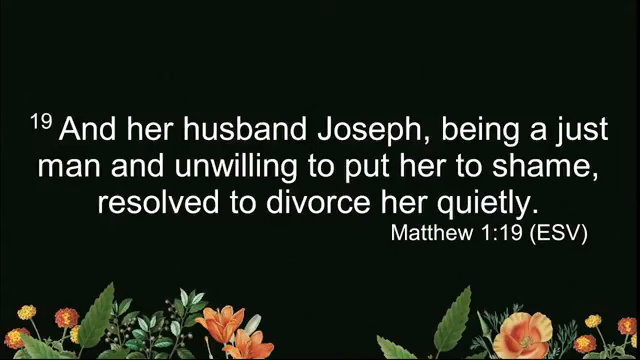 19 And her husband Joseph, being a just
man and unwilling to put her to shame,
resolved to divorce her quietly.
Matthew 1:19 (ESV)